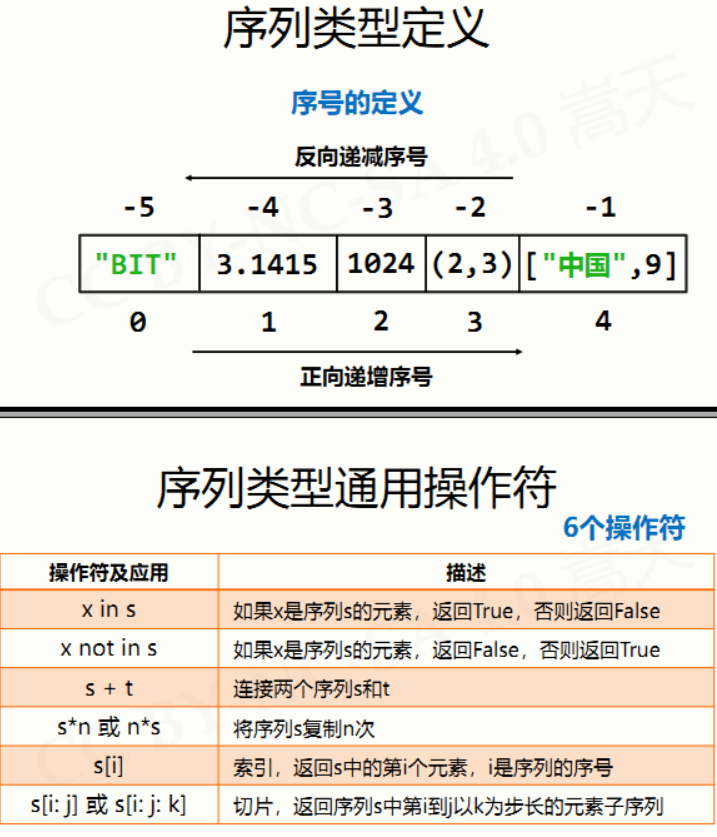 序列类型定义
序号的定义
反向递减序号
-5 -4 -3 -2 -1
"BIT" 3.1415 1024 (2,3) ["中国",9]
0 1 2 3 4
正向递增序号
CC BY-NC-SA 4.0 嵩天
序列类型通用操作符
6个操作符
操作符及应用 描述
x in s 如果x是序列s的元素，返回True，否则返回False
x not in s 如果x是序列s的元素，返回False，否则返回True
s + t 连接两个序列s和t
s*n 或 n*s 将序列s复制n次
s[i] 索引，返回s中的第i个元素，i是序列的序号
s[i: j] 或 s[i: j: k] 切片，返回序列s中第i到j以k为步长的元素子序列